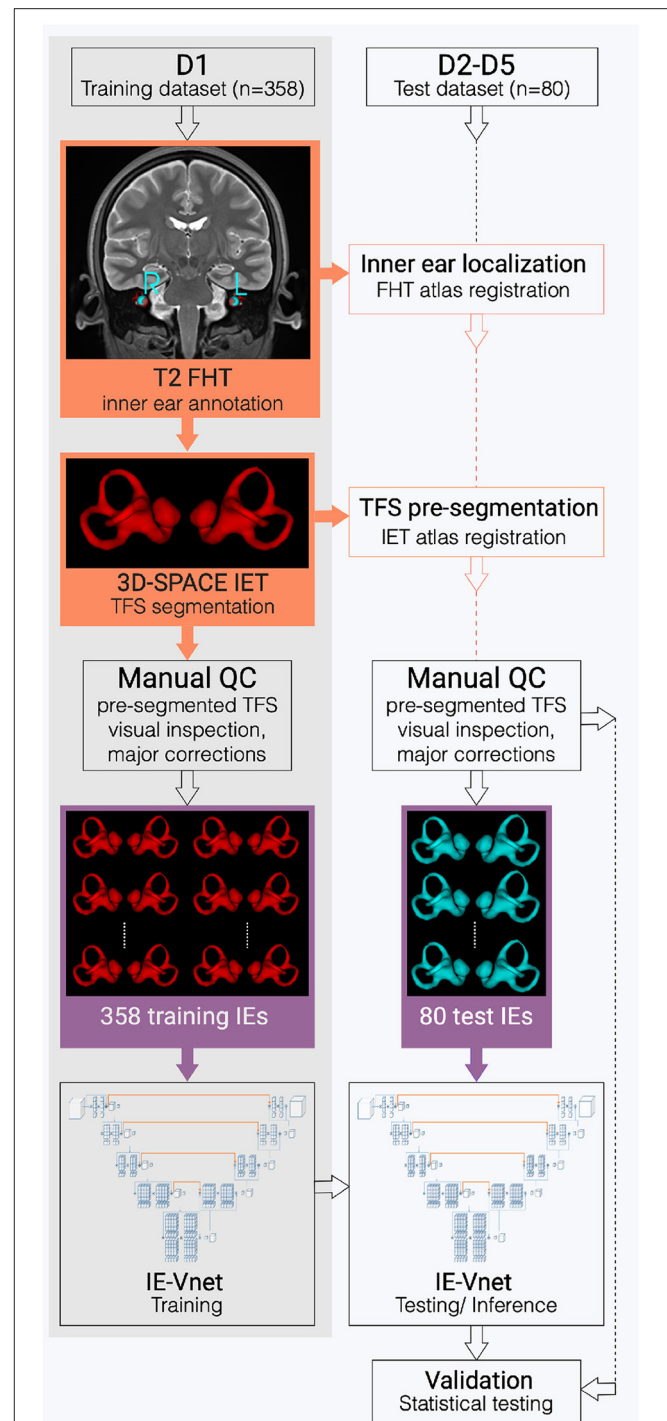 D1
Training dataset (n=358)
D2-D5
Test dataset (n=80)
R
L
T2 FHT
inner ear annotation
Inner ear localization
FHT atlas registration
3D-SPACE IET
TFS segmentation
TFS pre-segmentation
IET atlas registration
Manual QC
pre-segmented TFS
visual inspection,
major corrections
Manual QC
pre-segmented TFS
visual inspection,
major corrections
358 training IEs
80 test IEs
IE-Vnet
Training
IE-Vnet
Testing/ Inference
Validation
Statistical testing